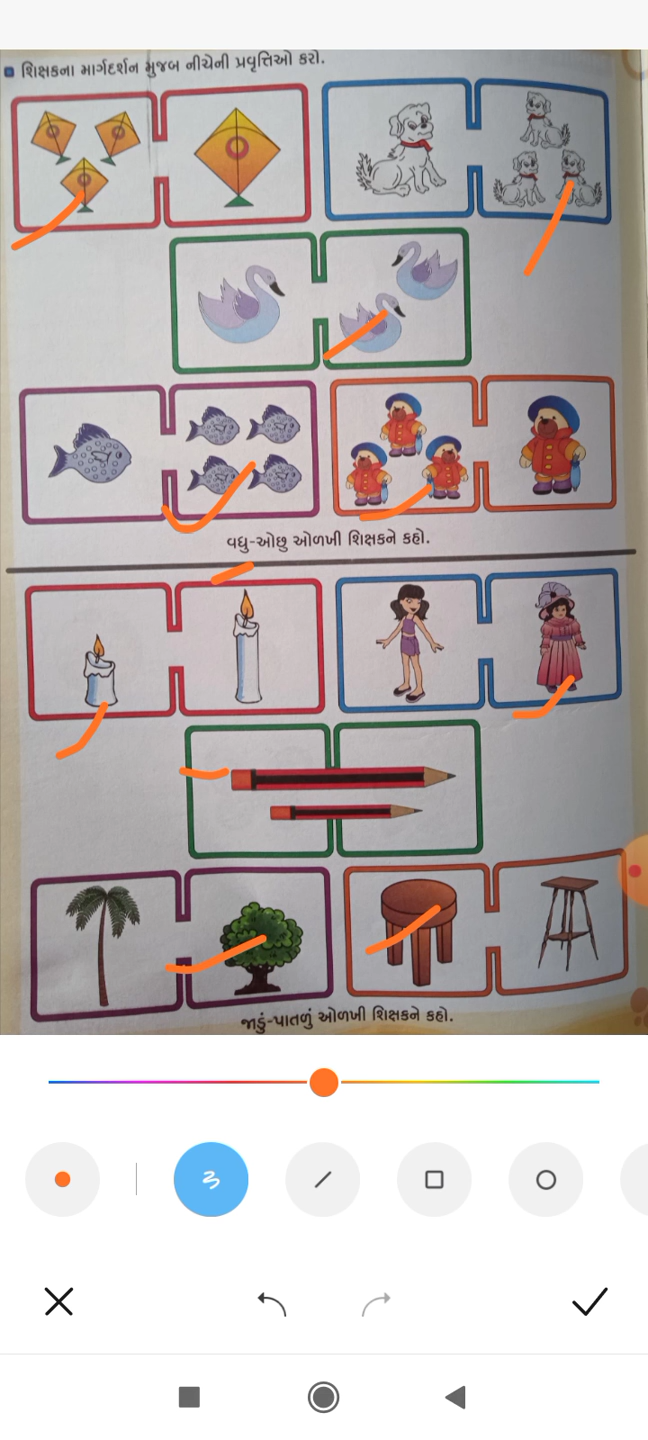 શિક્ષકના માર્ગદર્શન મુજબ નીચેની પ્રવૃત્તિઓ કરો.
વધુ-ઓછુ ઓળખી શિક્ષકને કહો.
જાડું-પાતળું ઓળખી શિક્ષકને કહો.